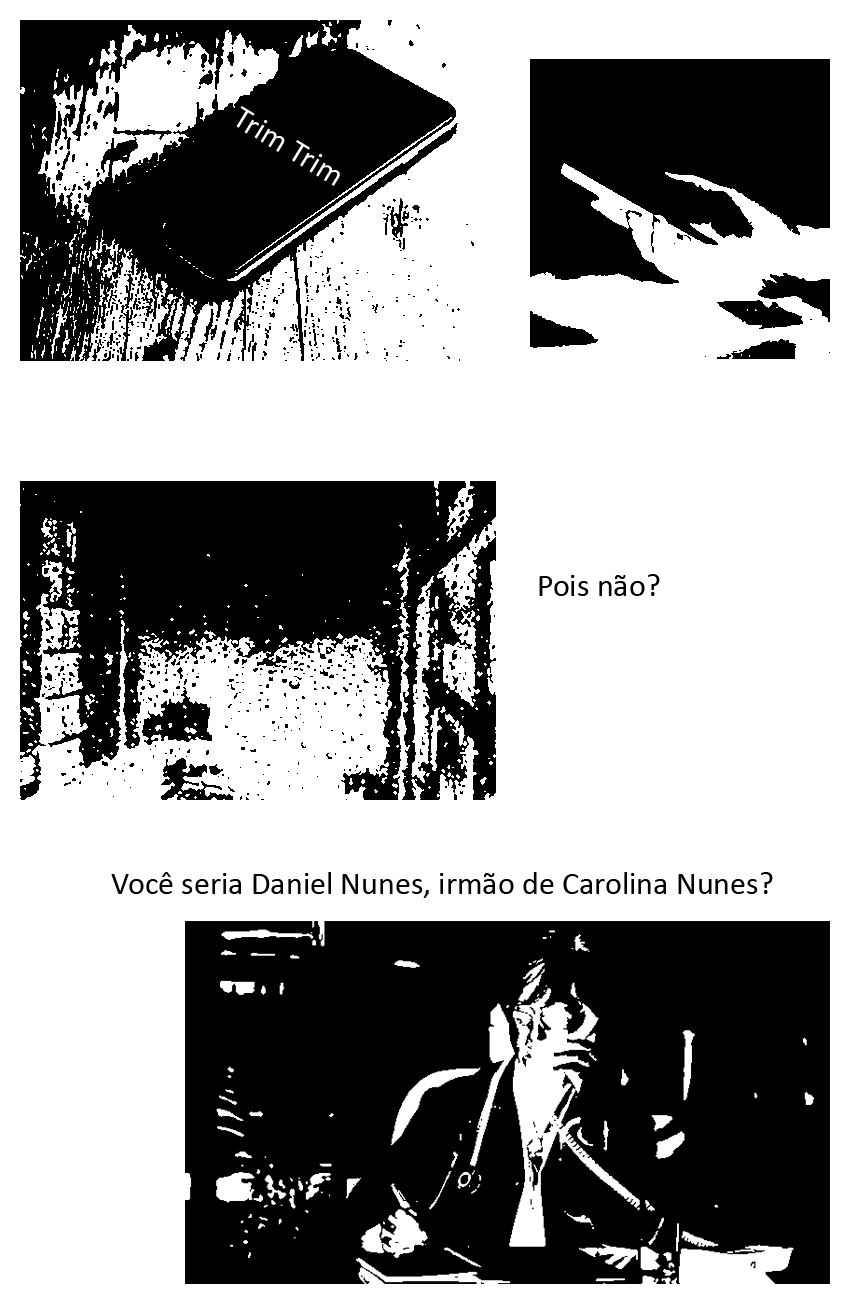 Trim Trim
Pois não?
Você seria Daniel Nunes, irmão de Carolina Nunes?